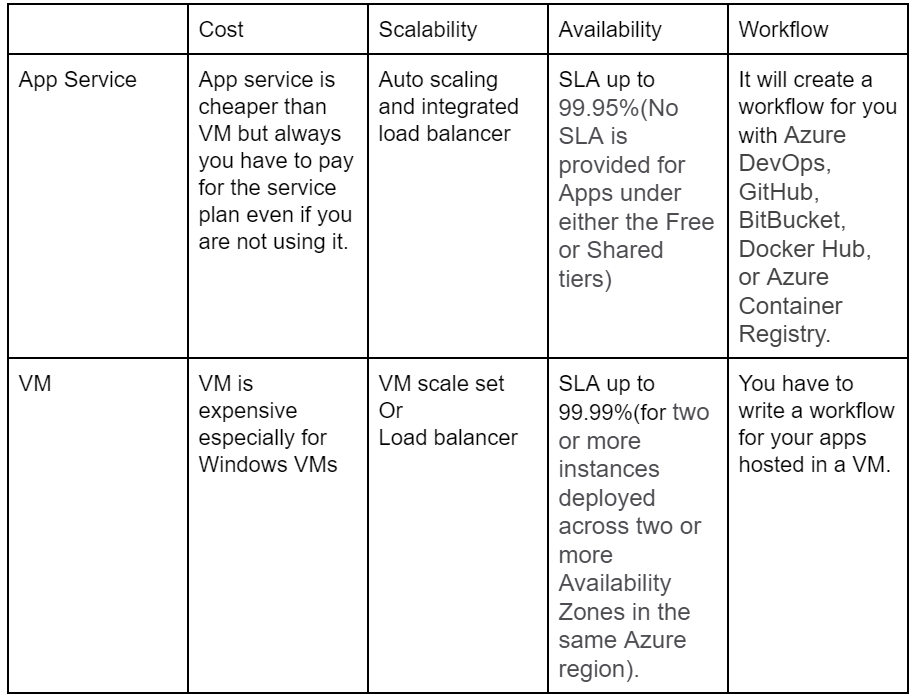 Cost
Scalability
Availability
Workflow
App Service
App service is
cheaper than
VM but always
you have to pay
for the service
plan even if you
are not using it.
Auto scaling
and integrated
load balancer
SLA up to
99.95%(No
SLA is
provided for
Apps under
either the Free
or Shared
tiers)
It will create a
workflow for you
with Azure
DevOps,
GitHub,
BitBucket,
Docker Hub,
or Azure
Container
Registry.
VM
VM is
expensive
especially for
Windows VMs
VM scale set
Or
Load balancer
SLA up to
99.99%(for two
or more
instances
deployed
across two or
more
Availability
Zones in the
same Azure
region).
You have to
write a workflow
for your apps
hosted in a VM.